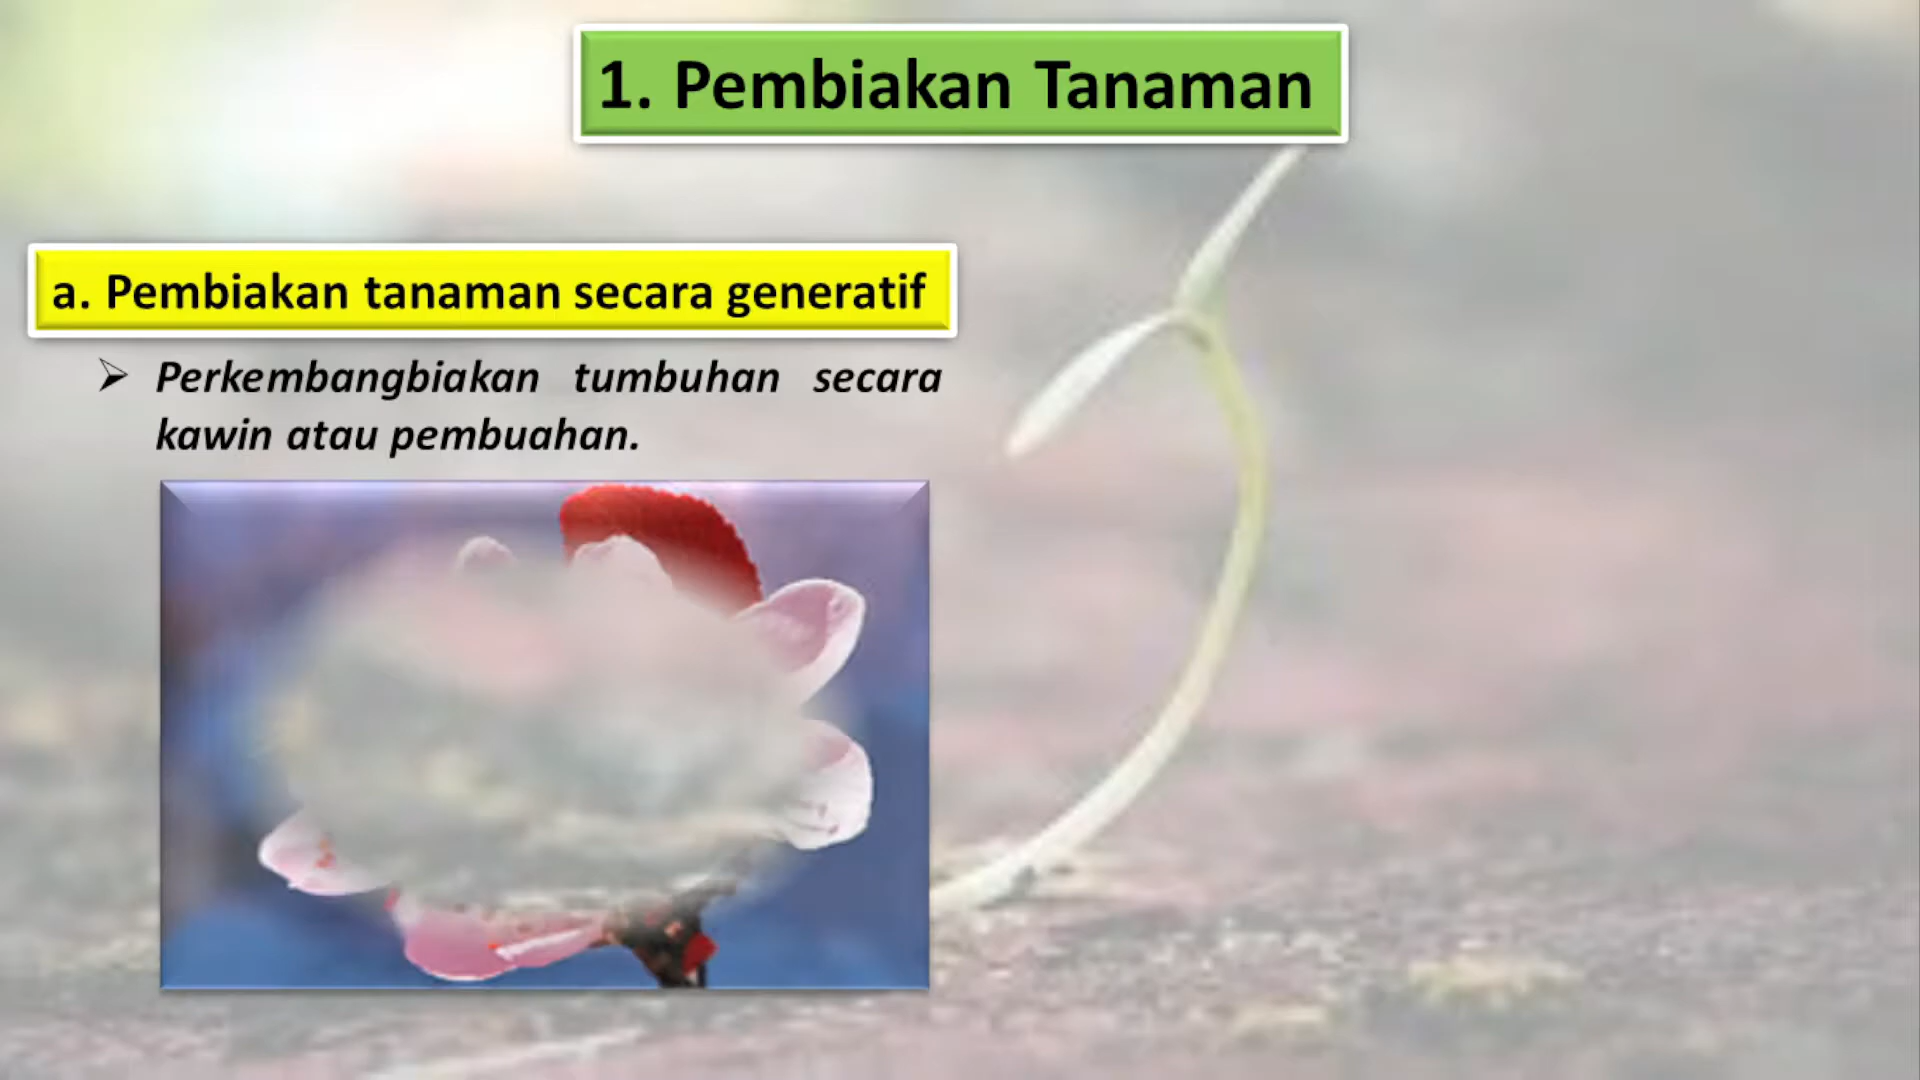 1. Pembiakan Tanaman
a. Pembiakan tanaman secara generatif
➢ Perkembangbiakan tumbuhan secara
kawin atau pembuahan.